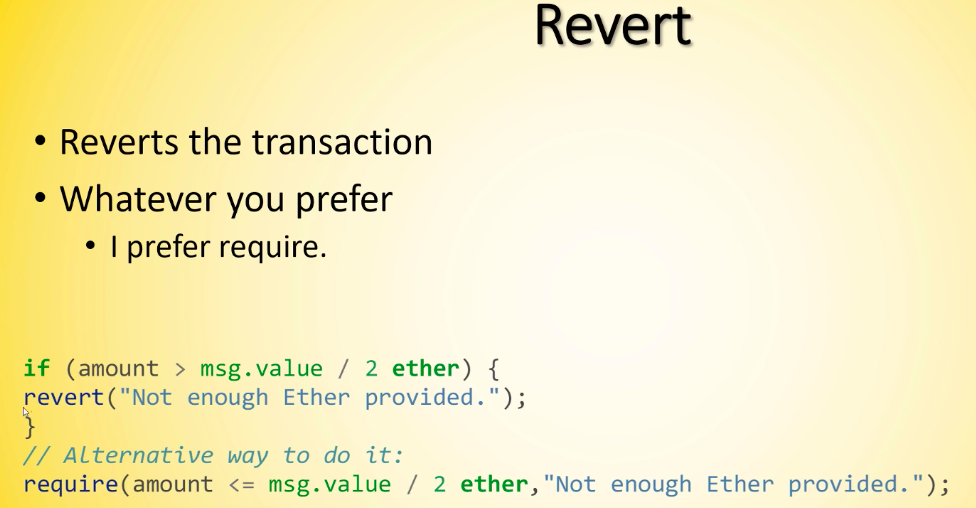 Revert
• Reverts the transaction
• Whatever you prefer
• I prefer require.
if (amount > msg.value / 2 ether) {
revert("Not enough Ether provided.");
}
// Alternative way to do it:
require(amount <= msg.value / 2 ether,"Not enough Ether provided.");